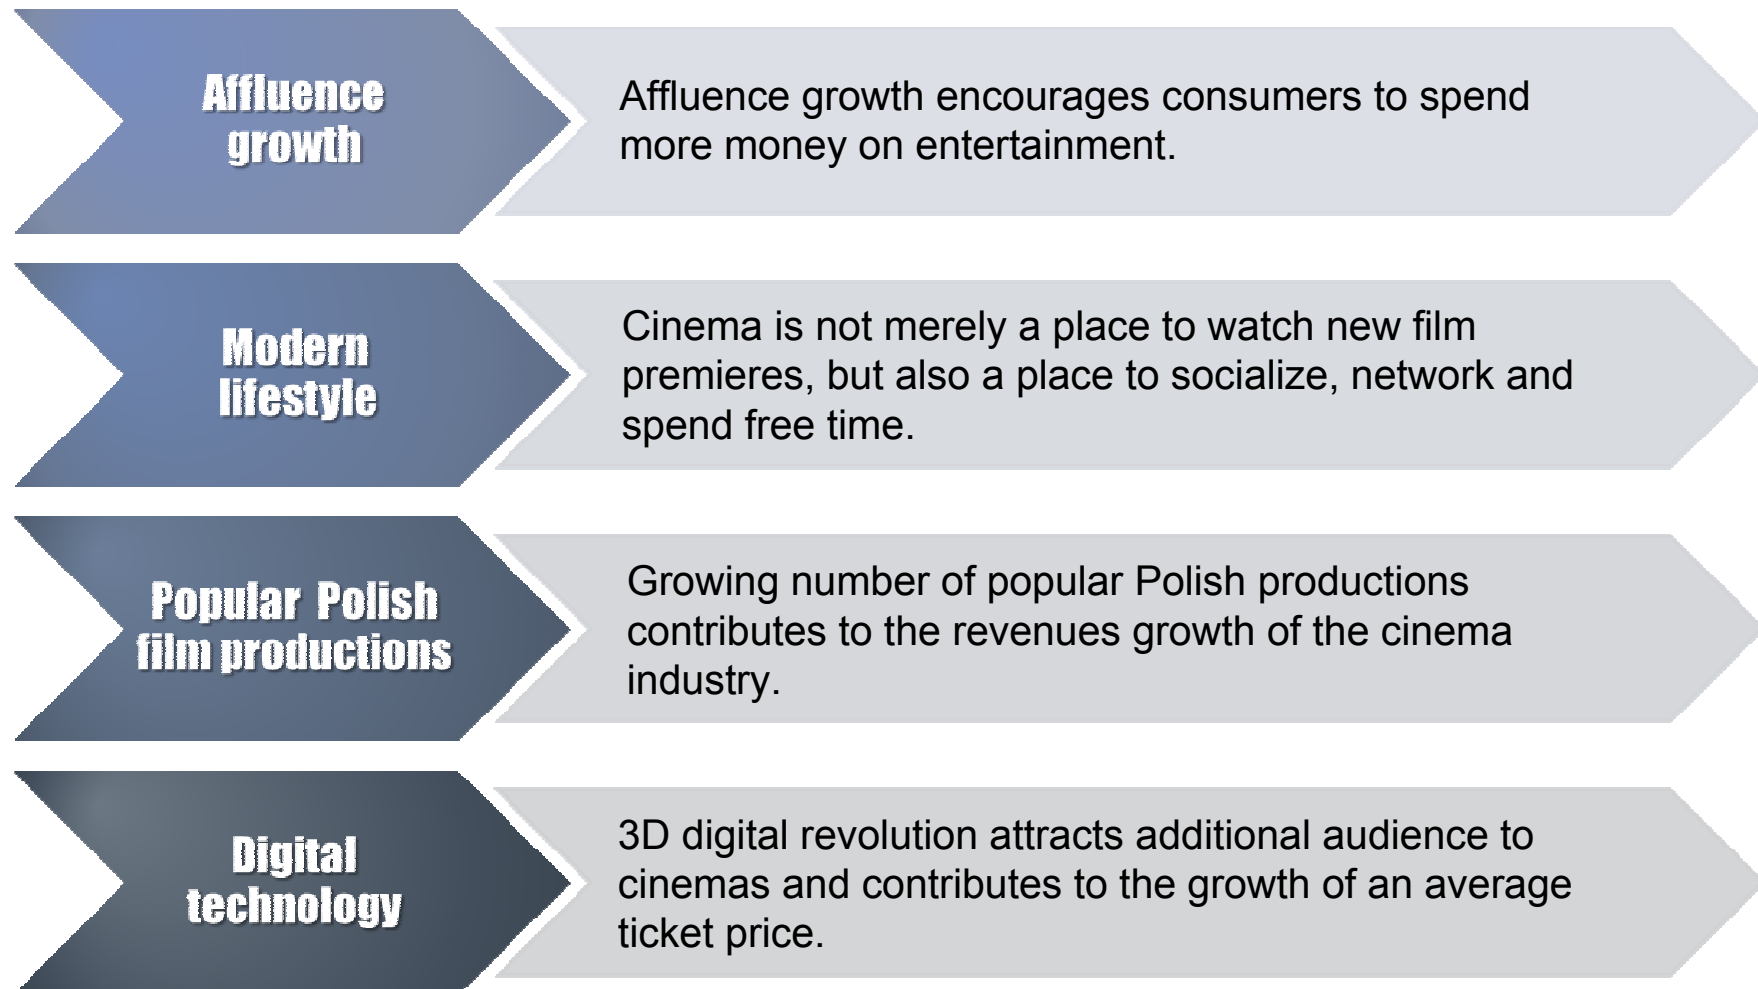 Affluence
growth
Affluence growth encourages consumers to spend
more money on entertainment.
Modern
lifestyle
Cinema is not merely a place to watch new film
premieres, but also a place to socialize, network and
spend free time.
Popular Polish
film productions
Growing number of popular Polish productions
contributes to the revenues growth of the cinema
industry.
Digital
technology
3D digital revolution attracts additional audience to
cinemas and contributes to the growth of an average
ticket price.